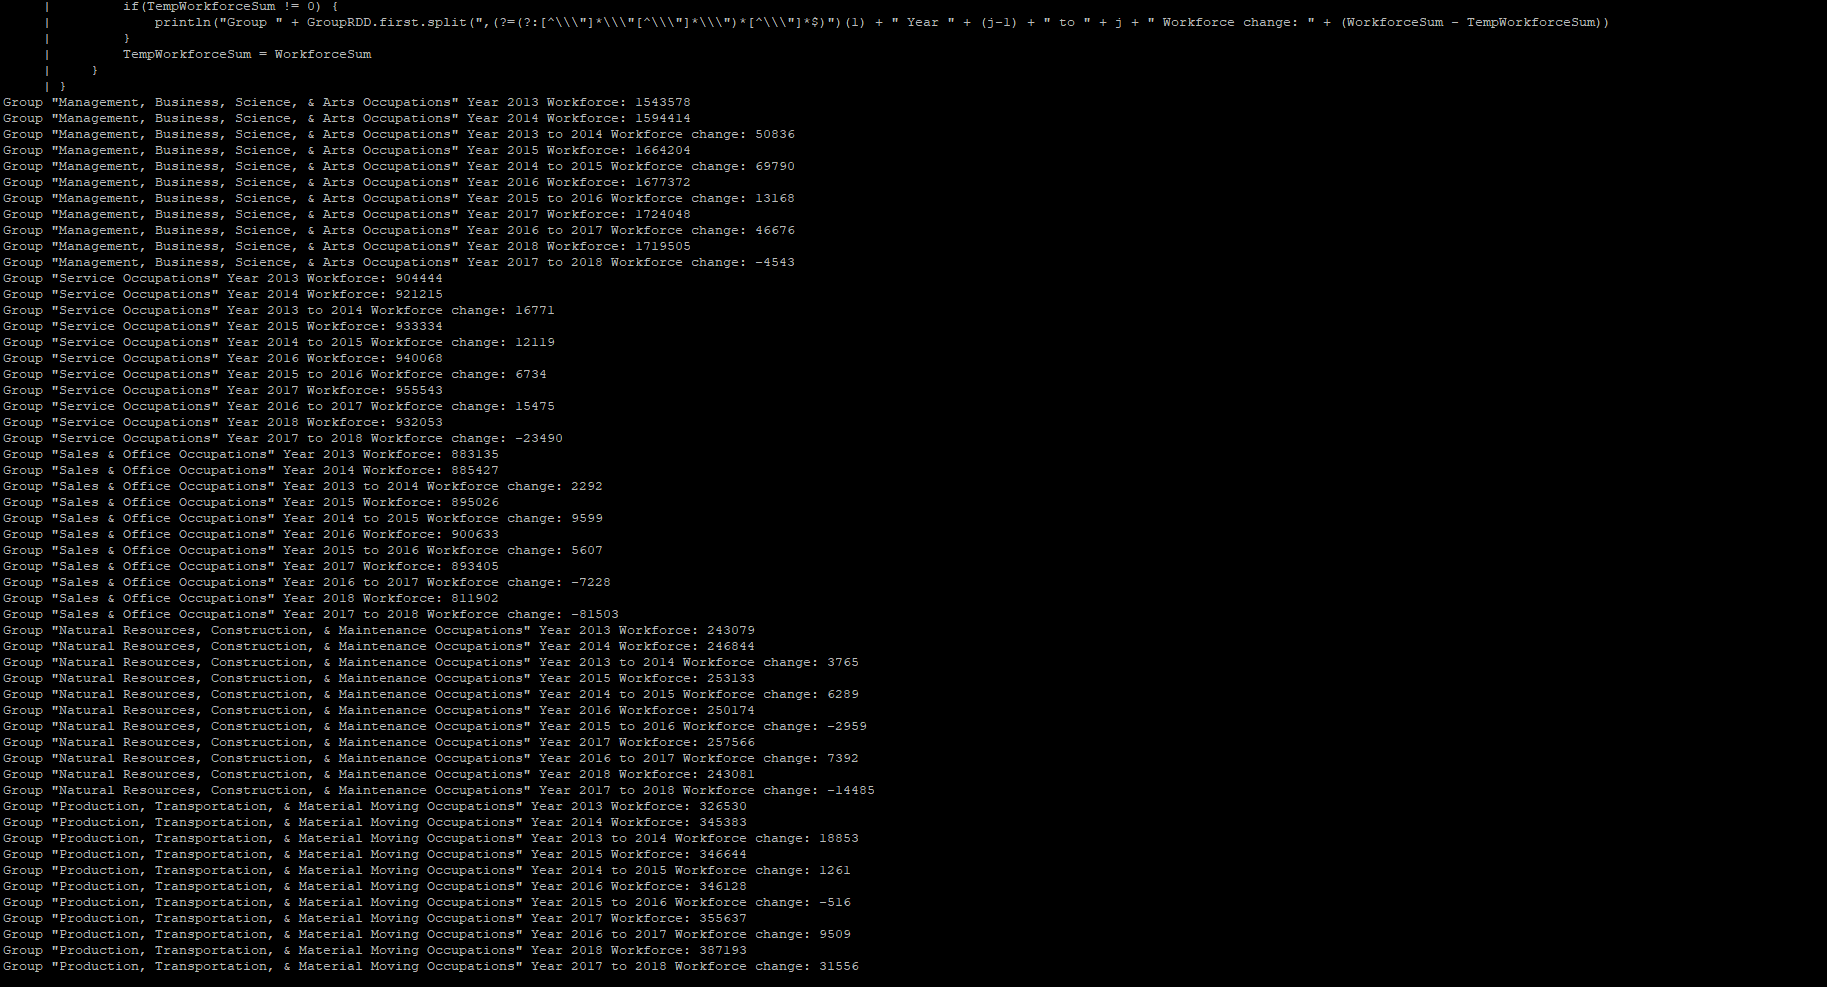 |         if(TempWorkforceSum != 0) {
|             println("Group " + GroupRDD.first.split(",(?=(?:[^\\\"]*\\\"[^\\\"]*\\\")*[^\\\"]*$)")(1) + " Year " + (j-1) + " to " + j + " Workforce change: " + (WorkforceSum - TempWorkforceSum))
|         }
|         TempWorkforceSum = WorkforceSum
|     }
| }
Group "Management, Business, Science, & Arts Occupations" Year 2013 Workforce: 1543578
Group "Management, Business, Science, & Arts Occupations" Year 2014 Workforce: 1594414
Group "Management, Business, Science, & Arts Occupations" Year 2013 to 2014 Workforce change: 50836
Group "Management, Business, Science, & Arts Occupations" Year 2015 Workforce: 1664204
Group "Management, Business, Science, & Arts Occupations" Year 2014 to 2015 Workforce change: 69790
Group "Management, Business, Science, & Arts Occupations" Year 2016 Workforce: 1677372
Group "Management, Business, Science, & Arts Occupations" Year 2015 to 2016 Workforce change: 13168
Group "Management, Business, Science, & Arts Occupations" Year 2017 Workforce: 1724048
Group "Management, Business, Science, & Arts Occupations" Year 2016 to 2017 Workforce change: 46676
Group "Management, Business, Science, & Arts Occupations" Year 2018 Workforce: 1719505
Group "Management, Business, Science, & Arts Occupations" Year 2017 to 2018 Workforce change: -4543
Group "Service Occupations" Year 2013 Workforce: 904444
Group "Service Occupations" Year 2014 Workforce: 921215
Group "Service Occupations" Year 2013 to 2014 Workforce change: 16771
Group "Service Occupations" Year 2015 Workforce: 933334
Group "Service Occupations" Year 2014 to 2015 Workforce change: 12119
Group "Service Occupations" Year 2016 Workforce: 940068
Group "Service Occupations" Year 2015 to 2016 Workforce change: 6734
Group "Service Occupations" Year 2017 Workforce: 955543
Group "Service Occupations" Year 2016 to 2017 Workforce change: 15475
Group "Service Occupations" Year 2018 Workforce: 932053
Group "Service Occupations" Year 2017 to 2018 Workforce change: -23490
Group "Sales & Office Occupations" Year 2013 Workforce: 883135
Group "Sales & Office Occupations" Year 2014 Workforce: 885427
Group "Sales & Office Occupations" Year 2013 to 2014 Workforce change: 2292
Group "Sales & Office Occupations" Year 2015 Workforce: 895026
Group "Sales & Office Occupations" Year 2014 to 2015 Workforce change: 9599
Group "Sales & Office Occupations" Year 2016 Workforce: 900633
Group "Sales & Office Occupations" Year 2015 to 2016 Workforce change: 5607
Group "Sales & Office Occupations" Year 2017 Workforce: 893405
Group "Sales & Office Occupations" Year 2016 to 2017 Workforce change: -7228
Group "Sales & Office Occupations" Year 2018 Workforce: 811902
Group "Sales & Office Occupations" Year 2017 to 2018 Workforce change: -81503
Group "Natural Resources, Construction, & Maintenance Occupations" Year 2013 Workforce: 243079
Group "Natural Resources, Construction, & Maintenance Occupations" Year 2014 Workforce: 246844
Group "Natural Resources, Construction, & Maintenance Occupations" Year 2013 to 2014 Workforce change: 3765
Group "Natural Resources, Construction, & Maintenance Occupations" Year 2015 Workforce: 253133
Group "Natural Resources, Construction, & Maintenance Occupations" Year 2014 to 2015 Workforce change: 6289
Group "Natural Resources, Construction, & Maintenance Occupations" Year 2016 Workforce: 250174
Group "Natural Resources, Construction, & Maintenance Occupations" Year 2015 to 2016 Workforce change: -2959
Group "Natural Resources, Construction, & Maintenance Occupations" Year 2017 Workforce: 257566
Group "Natural Resources, Construction, & Maintenance Occupations" Year 2016 to 2017 Workforce change: 7392
Group "Natural Resources, Construction, & Maintenance Occupations" Year 2018 Workforce: 243081
Group "Natural Resources, Construction, & Maintenance Occupations" Year 2017 to 2018 Workforce change: -14485
Group "Production, Transportation, & Material Moving Occupations" Year 2013 Workforce: 326530
Group "Production, Transportation, & Material Moving Occupations" Year 2014 Workforce: 345383
Group "Production, Transportation, & Material Moving Occupations" Year 2013 to 2014 Workforce change: 18853
Group "Production, Transportation, & Material Moving Occupations" Year 2015 Workforce: 346644
Group "Production, Transportation, & Material Moving Occupations" Year 2014 to 2015 Workforce change: 1261
Group "Production, Transportation, & Material Moving Occupations" Year 2016 Workforce: 346128
Group "Production, Transportation, & Material Moving Occupations" Year 2015 to 2016 Workforce change: -516
Group "Production, Transportation, & Material Moving Occupations" Year 2017 Workforce: 355637
Group "Production, Transportation, & Material Moving Occupations" Year 2016 to 2017 Workforce change: 9509
Group "Production, Transportation, & Material Moving Occupations" Year 2018 Workforce: 387193
Group "Production, Transportation, & Material Moving Occupations" Year 2017 to 2018 Workforce change: 31556